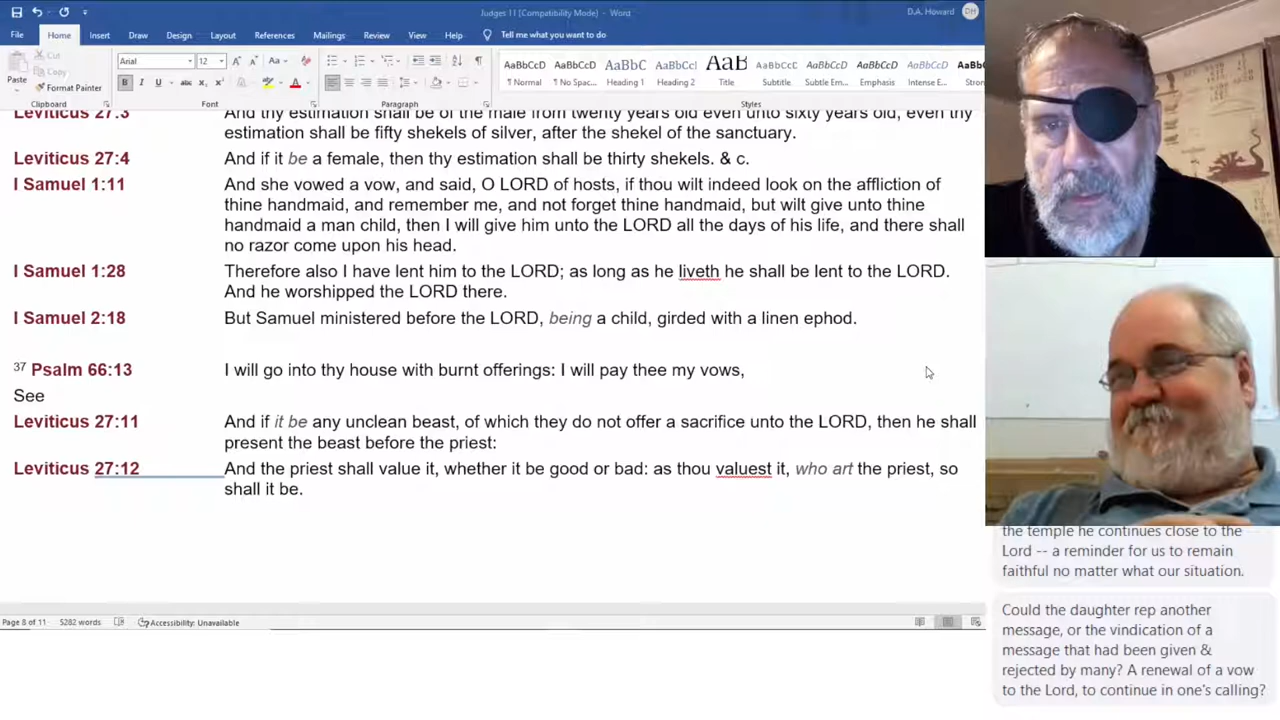 Judges 11 [Compatibility Mode] - Word
D.A. Howard
DH
File Home Insert Draw Design Layout References Mailings Review View Help Tell me what you want to do
Cut
Copy
Format Painter
Paste
Clipboard
Arial 12
Font
Paragraph
AaBbCcD ¶ Normal
AaBbCcD ¶ No Spac...
AaBbC Heading 1
AaBbCc Heading 2
AaB Title
AaBbCcD Subtitle
AaBbCcD Subtle Em...
AaBbCcD Emphasis
AaBbCcD Intense E...
AaBb Stron
Styles
Leviticus 27:3 And thy estimation shall be of the male from twenty years old even unto sixty years old, even thy
estimation shall be fifty shekels of silver, after the shekel of the sanctuary.
Leviticus 27:4 And if it be a female, then thy estimation shall be thirty shekels. & c.
I Samuel 1:11 And she vowed a vow, and said, O LORD of hosts, if thou wilt indeed look on the affliction of
thine handmaid, and remember me, and not forget thine handmaid, but wilt give unto thine
handmaid a man child, then I will give him unto the LORD all the days of his life, and there shall
no razor come upon his head.
I Samuel 1:28 Therefore also I have lent him to the LORD; as long as he liveth he shall be lent to the LORD.
And he worshipped the LORD there.
I Samuel 2:18 But Samuel ministered before the LORD, being a child, girded with a linen ephod.
37 Psalm 66:13 I will go into thy house with burnt offerings: I will pay thee my vows,
See
Leviticus 27:11 And if it be any unclean beast, of which they do not offer a sacrifice unto the LORD, then he shall
present the beast before the priest:
Leviticus 27:12 And the priest shall value it, whether it be good or bad: as thou valuest it, who art the priest, so
shall it be.
Page 8 of 11 5282 words Accessibility: Unavailable
the temple he continues close to the
Lord -- a reminder for us to remain
faithful no matter what our situation.
Could the daughter rep another
message, or the vindication of a
message that had been given &
rejected by many? A renewal of a vow
to the Lord, to continue in one's calling?